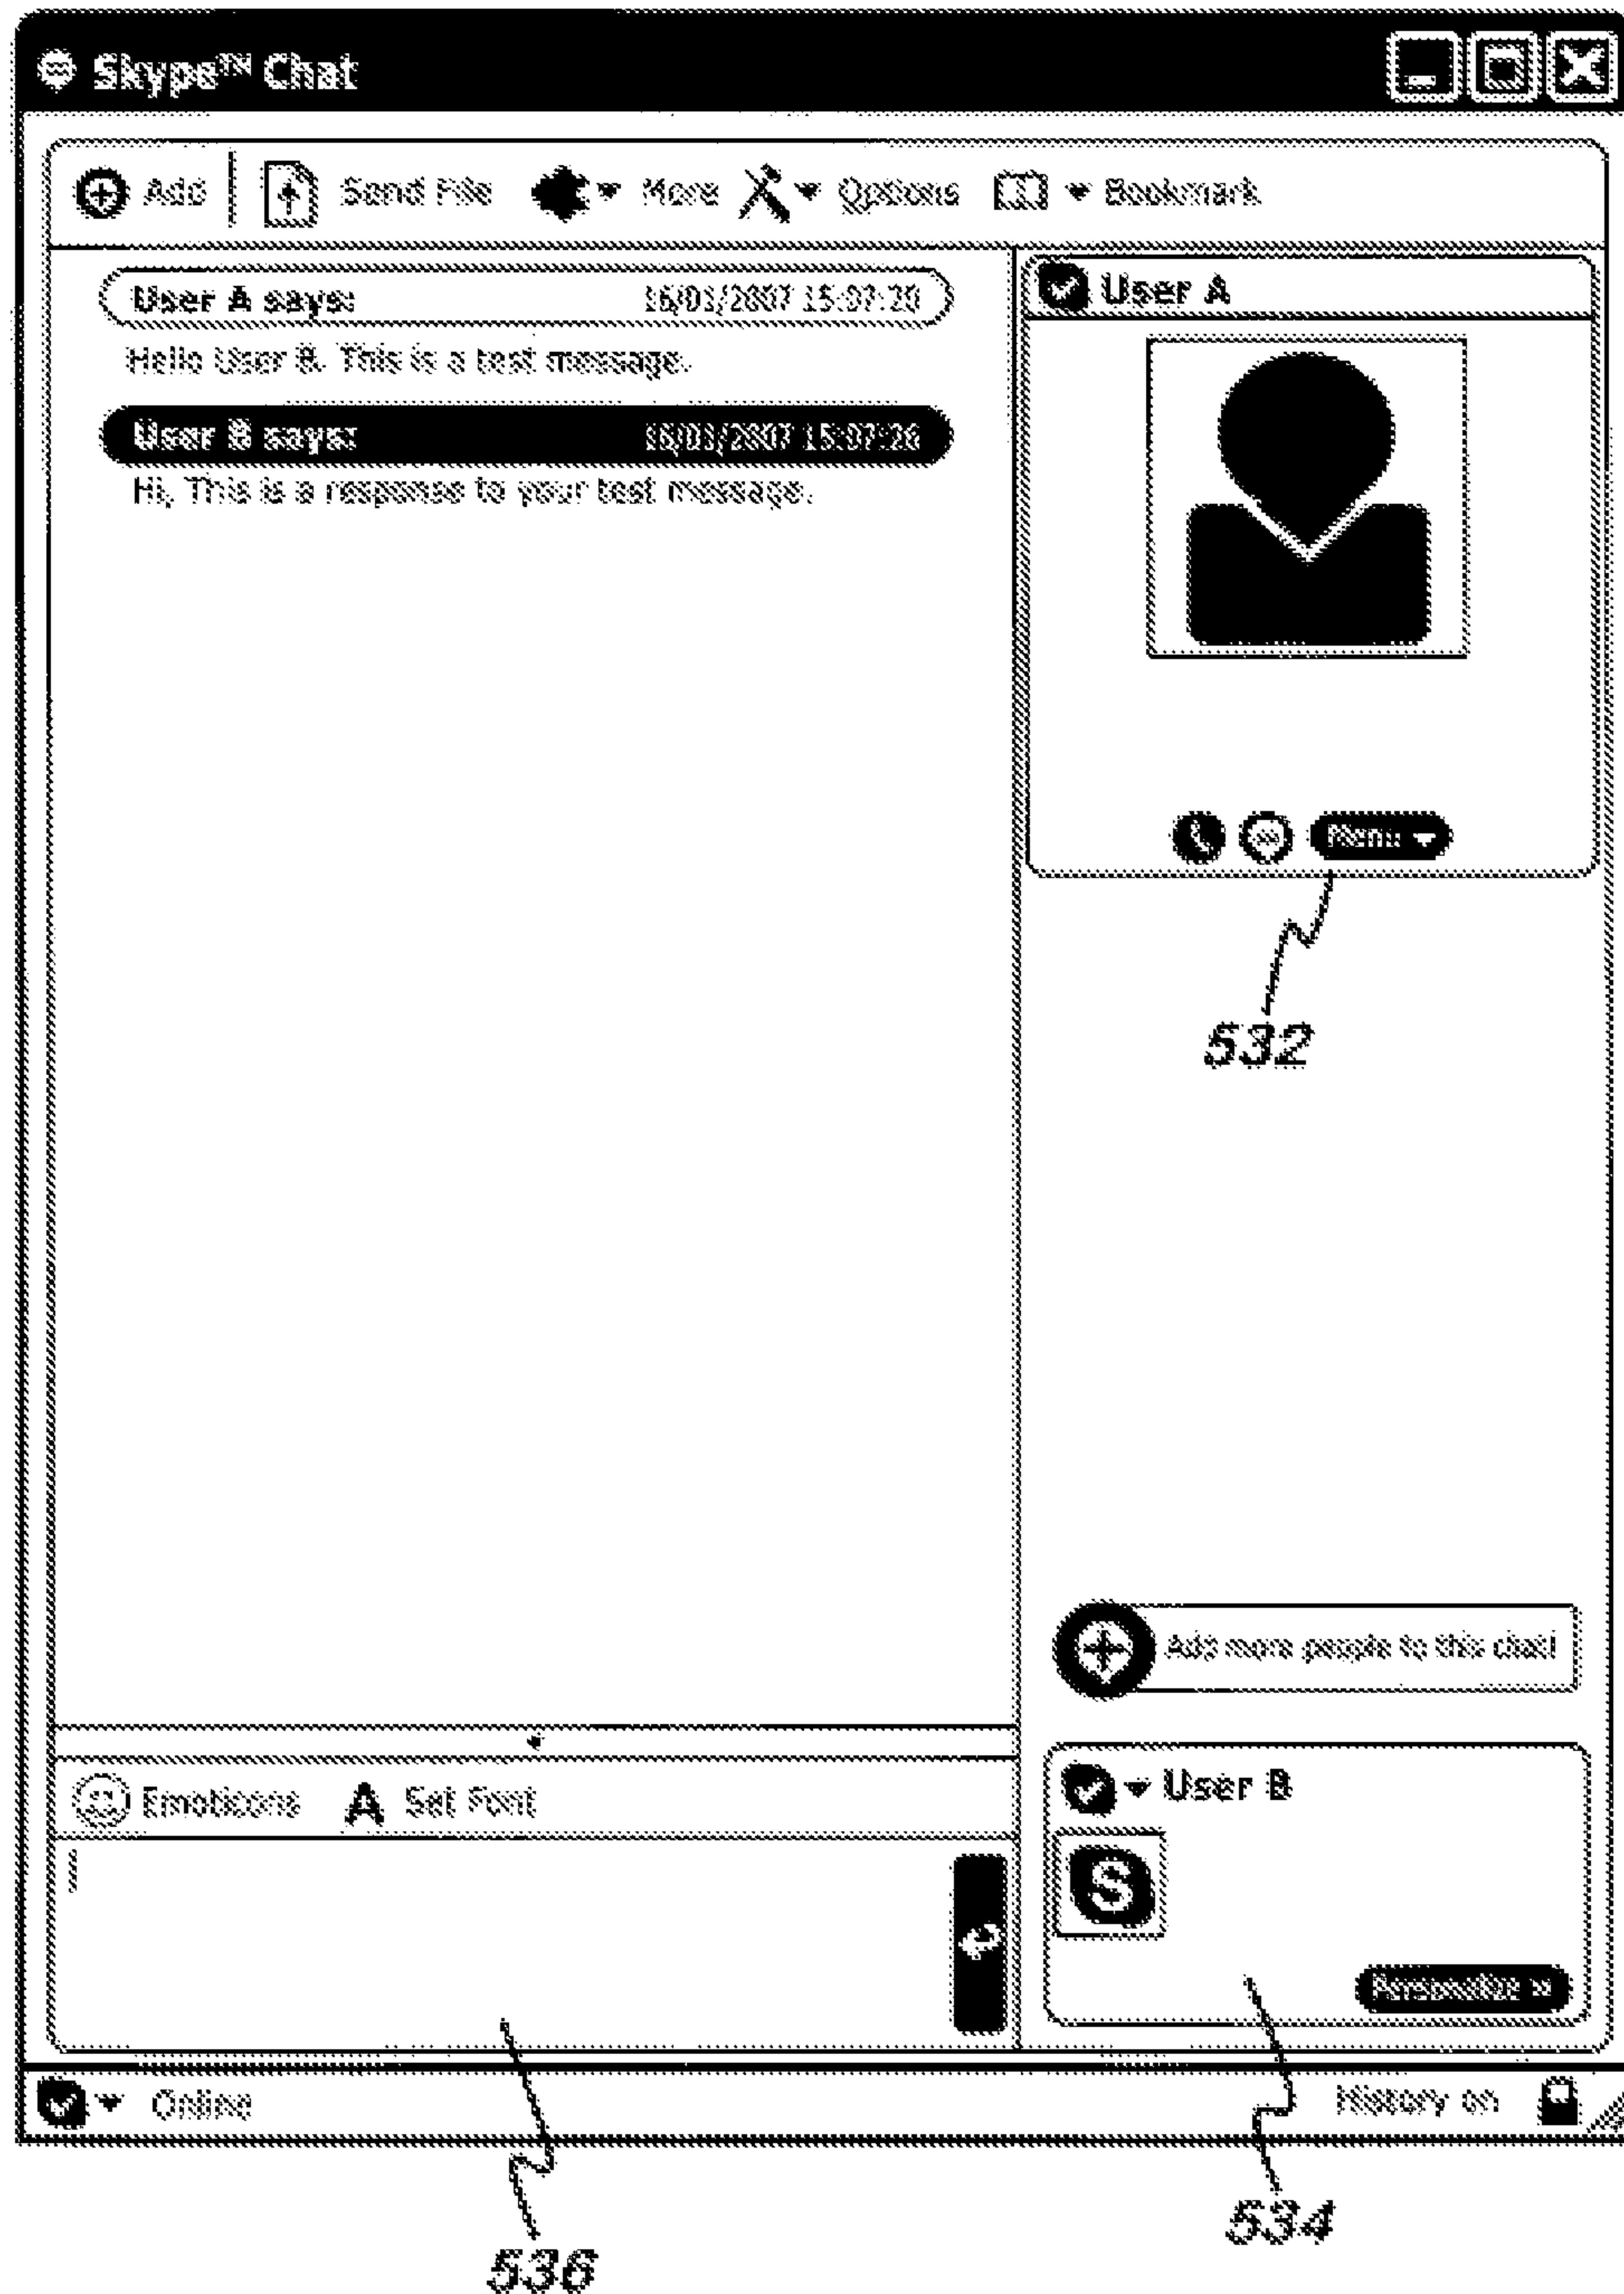 Skype™ Chat
Add Send File More Options Bookmark
User A says: 16/01/2007 15:07:20
Hello User B. This is a test message.
User B says: 16/01/2007 15:07:26
Hi, This is a response to your test message.
User A
Menu
532
Add more people to this chat!
Emoticons A Set Font
User B
S
Personalise »
Online
History on
534
536